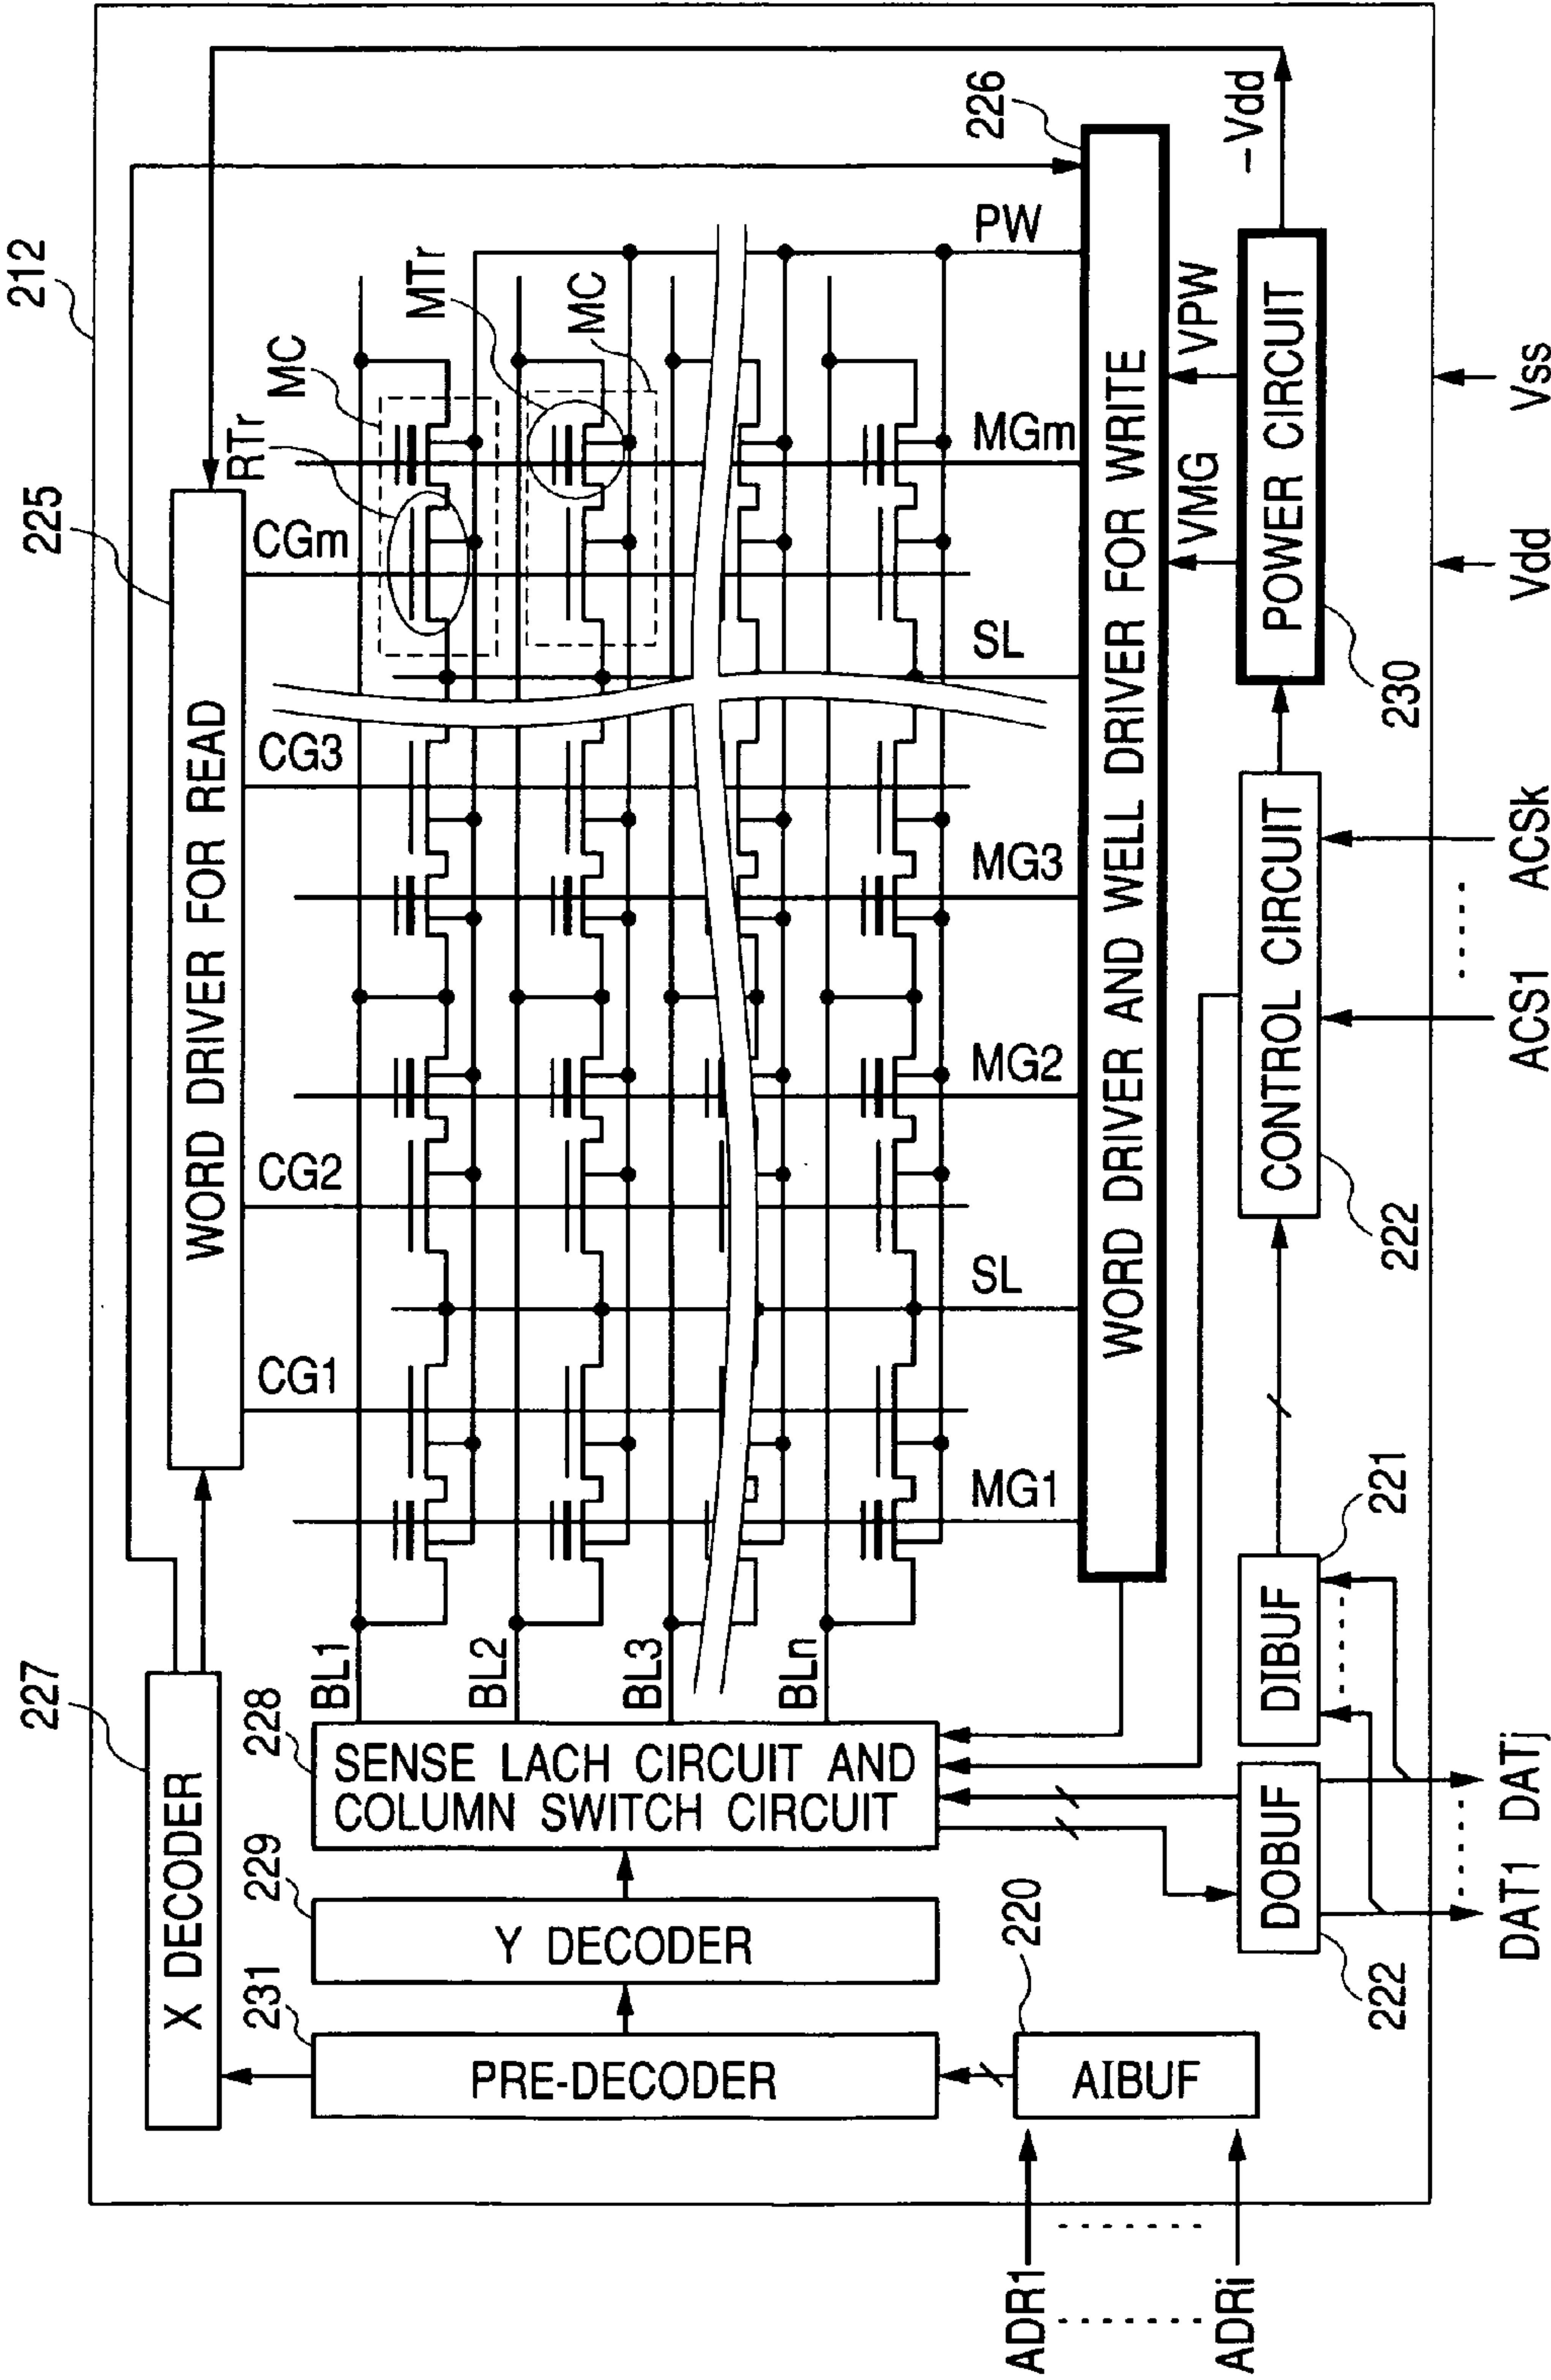 212
225
227
X DECODER
WORD DRIVER FOR READ
231
229
228
PRE-DECODER
Y DECODER
SENSE LACH CIRCUIT AND
COLUMN SWITCH CIRCUIT
BL1
BL2
BL3
BLn
CG1
CG2
CG3
CGm
RTr
MC
MTr
MC
MG1
SL
MG2
MG3
SL
MGm
PW
226
WORD DRIVER AND WELL DRIVER FOR WRITE
VMG
VPW
-Vdd
220
AIBUF
DOBUF
222
DIBUF
221
CONTROL CIRCUIT
222
POWER CIRCUIT
230
ADR1
ADRi
DAT1
DATj
ACS1
ACSk
Vdd
Vss